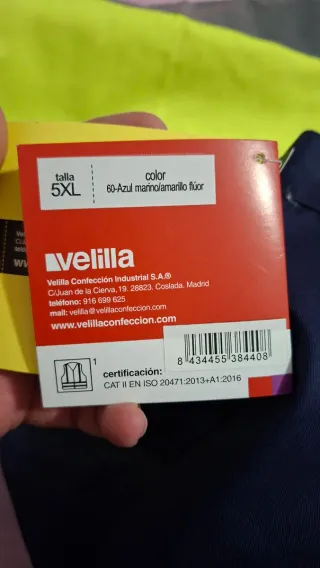 talla
5XL
color
60-Azul marino/amarillo flúor
velilla
Velilla Confección Industrial S.A.®
C/Juan de la Cierva,19. 28823. Coslada. Madrid
teléfono: 916 699 625
mail: velilla@velillaconfeccion.com
www.velillaconfeccion.com
8 434455 384408
1
certificación:
CAT II EN ISO 20471:2013+A1:2016